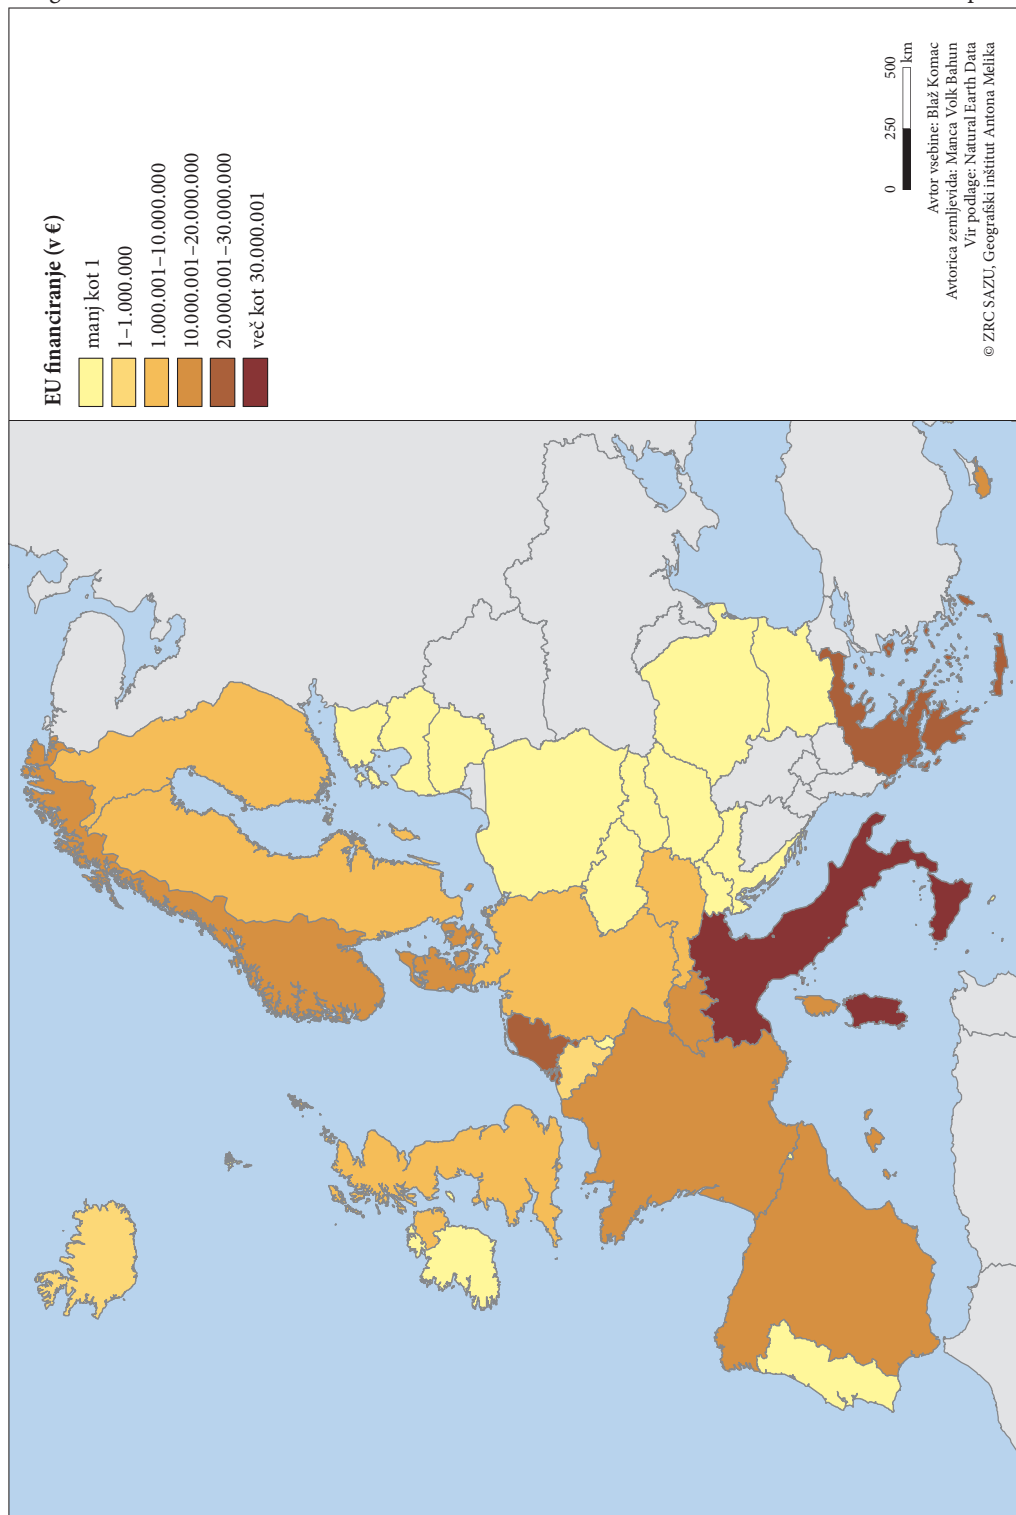 EU financiranje (v €)
manj kot 1
1–1.000.000
1.000.001–10.000.000
10.000.001–20.000.000
20.000.001–30.000.000
več kot 30.000.001
0 250 500
km
Avtor vsebine: Blaž Komac
Avtorica zemljevida: Manca Volk Bahun
Vir podlage: Natural Earth Data
© ZRC SAZU, Geografski inštitut Antona Melika